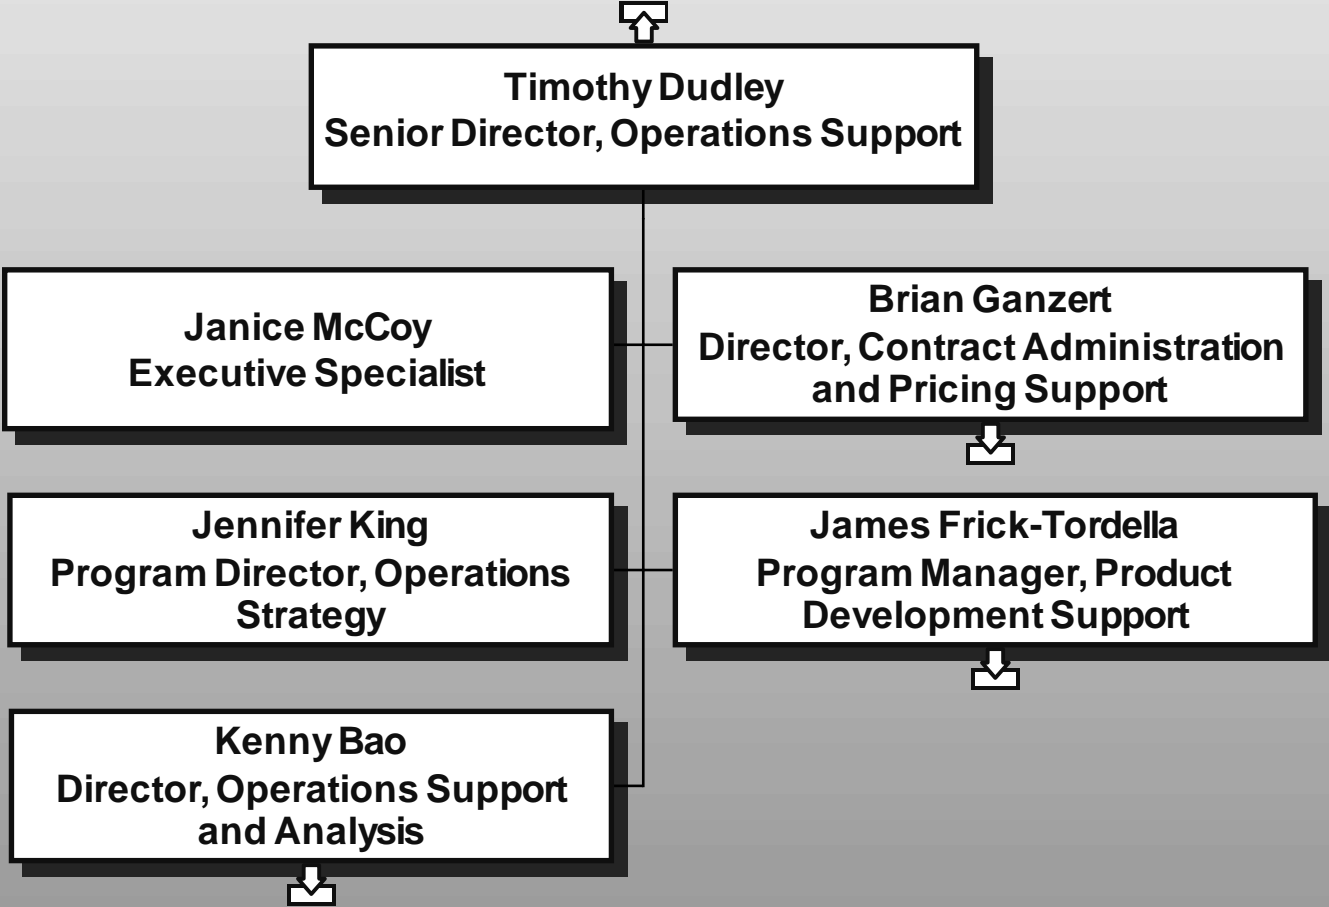 Timothy Dudley
Senior Director, Operations Support
Janice McCoy
Executive Specialist
Brian Ganzert
Director, Contract Administration
and Pricing Support
Jennifer King
Program Director, Operations
Strategy
James Frick-Tordella
Program Manager, Product
Development Support
Kenny Bao
Director, Operations Support
and Analysis